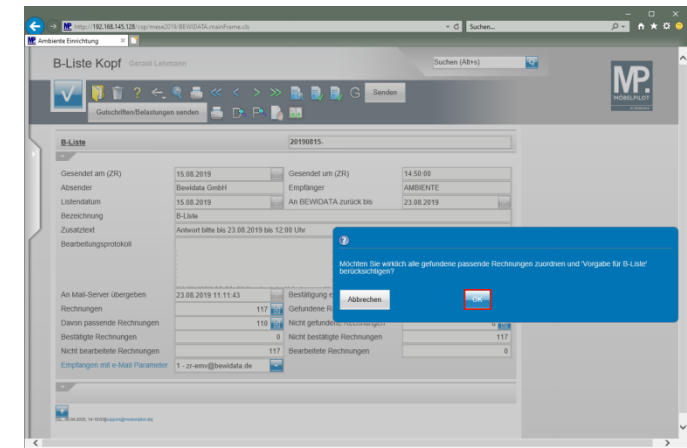 http://192.168.145.128/csp/mese2019/BEWIDATA.mainFrame.cls
Suchen...
Ambiente Einrichtung
B-Liste Kopf Gerald Lehmann
Suchen (Alt+s)
MP.
MÖBELPILOT
G Senden
Gutschriften/Belastungen senden
B-Liste 20190815.
Gesendet am (ZR) 15.08.2019 Gesendet um (ZR) 14:50:00
Absender Bewidata GmbH Empfänger AMBIENTE
Listendatum 15.08.2019 An BEWIDATA zurück bis 23.08.2019
Bezeichnung B-Liste
Zusatztext Antwort bitte bis 23.08.2019 bis 12:00 Uhr
Bearbeitungsprotokoll
Möchten Sie wirklich alle gefundene passende Rechnungen zuordnen und 'Vorgabe für B-Liste'
berücksichtigen?
Abbrechen OK
An Mail-Server übergeben 23.08.2019 11:11:43 Bestätigung e
Rechnungen 117 Gefundene R
Davon passende Rechnungen 110 Nicht gefundene Rechnungen 0
Bestätigte Rechnungen 0 Nicht bestätigte Rechnungen 117
Nicht bearbeitete Rechnungen 117 Bearbeitete Rechnungen 0
Empfangen mit e-Mail Parameter 1 - zr-emv@bewidata.de